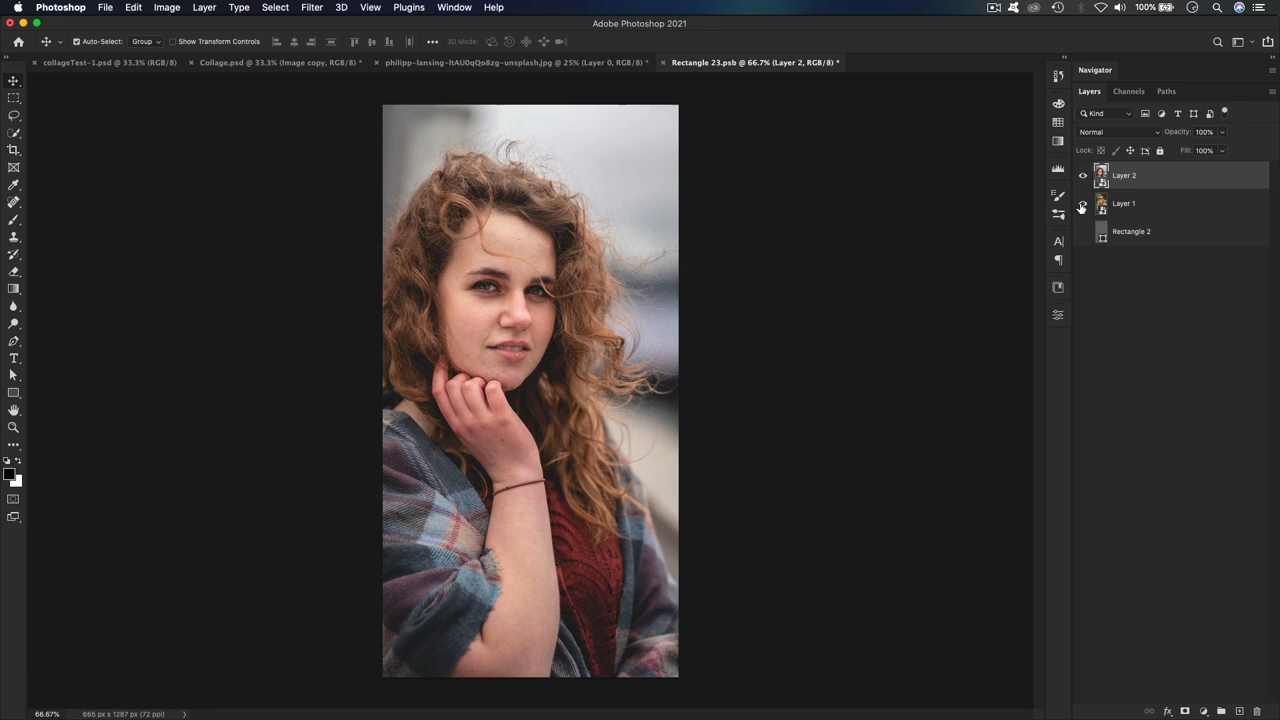 Photoshop File Edit Image Layer Type Select Filter 3D View Plugins Window Help 100%
Adobe Photoshop 2021
Auto-Select: Group Show Transform Controls 3D Mode:
collageTest-1.psd @ 33.3% (RGB/8) Collage.psd @ 33.3% (Image copy, RGB/8) * philipp-lansing-ltAU0qQo8zg-unsplash.jpg @ 25% (Layer 0, RGB/8) * Rectangle 23.psb @ 66.7% (Layer 2, RGB/8) *
Navigator
Layers Channels Paths
Kind
Normal Opacity: 100%
Lock: Fill: 100%
Layer 2
Layer 1
Rectangle 2
66.67% 665 px x 1287 px (72 ppi)